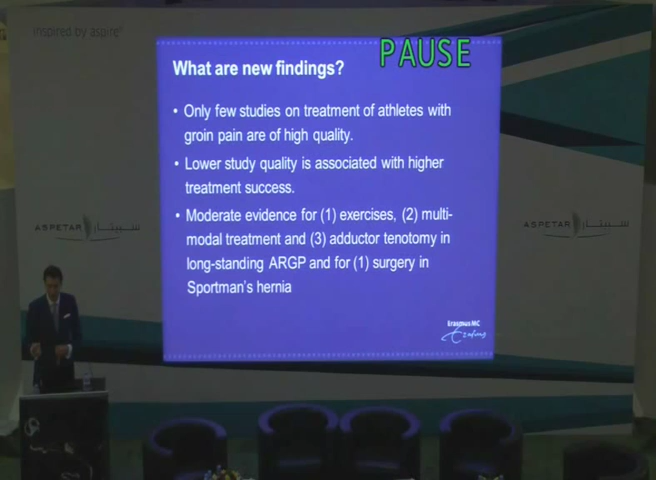 inspired by aspire
PAUSE
What are new findings?
• Only few studies on treatment of athletes with
groin pain are of high quality.
• Lower study quality is associated with higher
treatment success.
• Moderate evidence for (1) exercises, (2) multi-
modal treatment and (3) adductor tenotomy in
long-standing ARGP and for (1) surgery in
Sportman's hernia
ASPETAR سبيتار
ASPETAR سبيتار
Erasmus MC
Erasmus